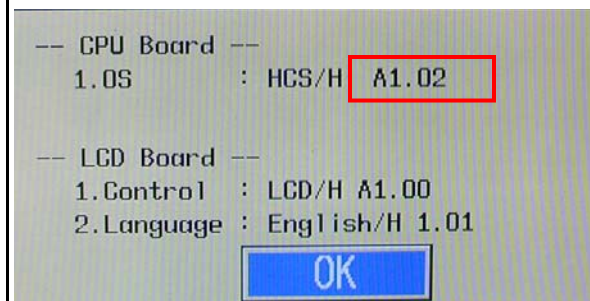 -- CPU Board --
1.OS : HCS/H A1.02
-- LCD Board --
1.Control : LCD/H A1.00
2.Language : English/H 1.01
OK